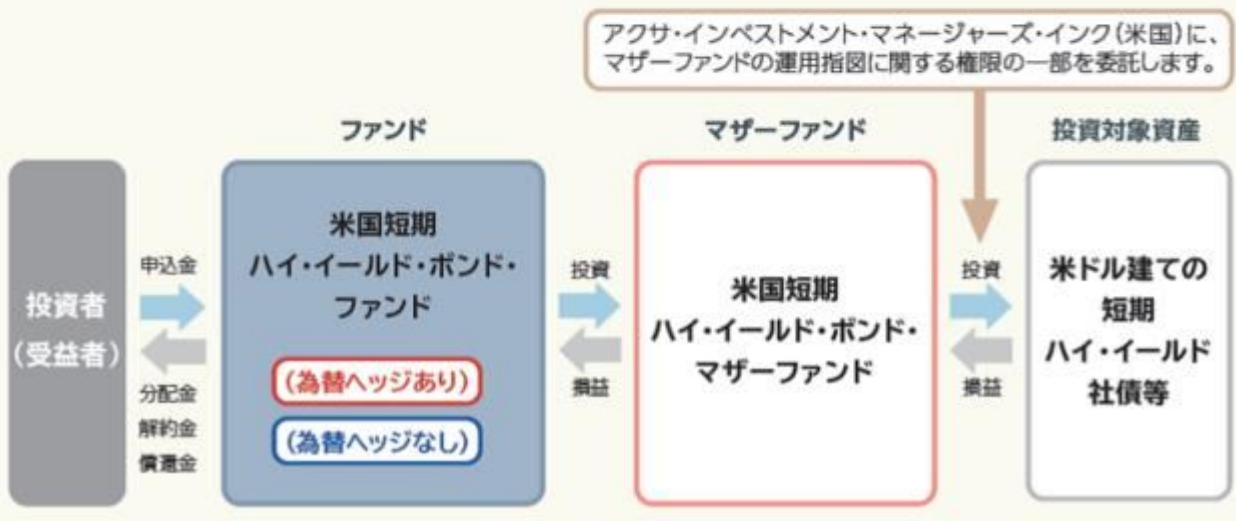 アクサ・インベストメント・マネージャーズ・インク(米国)に、
マザーファンドの運用指図に関する権限の一部を委託します。
ファンド
マザーファンド
投資対象資産
投資者
(受益者)
申込金
分配金
解約金
償還金
米国短期
ハイ・イールド・ボンド・
ファンド
(為替ヘッジあり)
(為替ヘッジなし)
投資
損益
米国短期
ハイ・イールド・ボンド・
マザーファンド
投資
損益
米ドル建ての
短期
ハイ・イールド
社債等